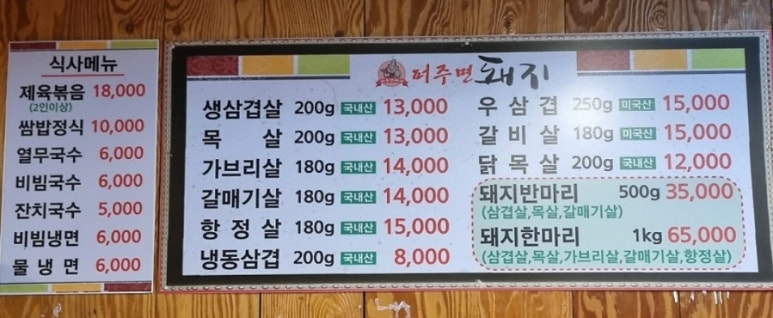 식사메뉴
제육볶음 18,000
(2인이상)
쌈밥정식 10,000
열무국수 6,000
비빔국수 6,000
잔치국수 5,000
비빔냉면 6,000
물냉면 6,000
퍼주면돼지
생삼겹살 200g 국내산 13,000
목살 200g 국내산 13,000
가브리살 180g 국내산 14,000
갈매기살 180g 국내산 14,000
항정살 180g 국내산 15,000
냉동삼겹 200g 국내산 8,000
우삼겹 250g 미국산 15,000
갈비살 180g 미국산 15,000
닭목살 200g 국내산 12,000
돼지반마리 500g 35,000
(삼겹살,목살,갈매기살)
돼지한마리 1kg 65,000
(삼겹살,목살,가브리살,갈매기살,항정살)